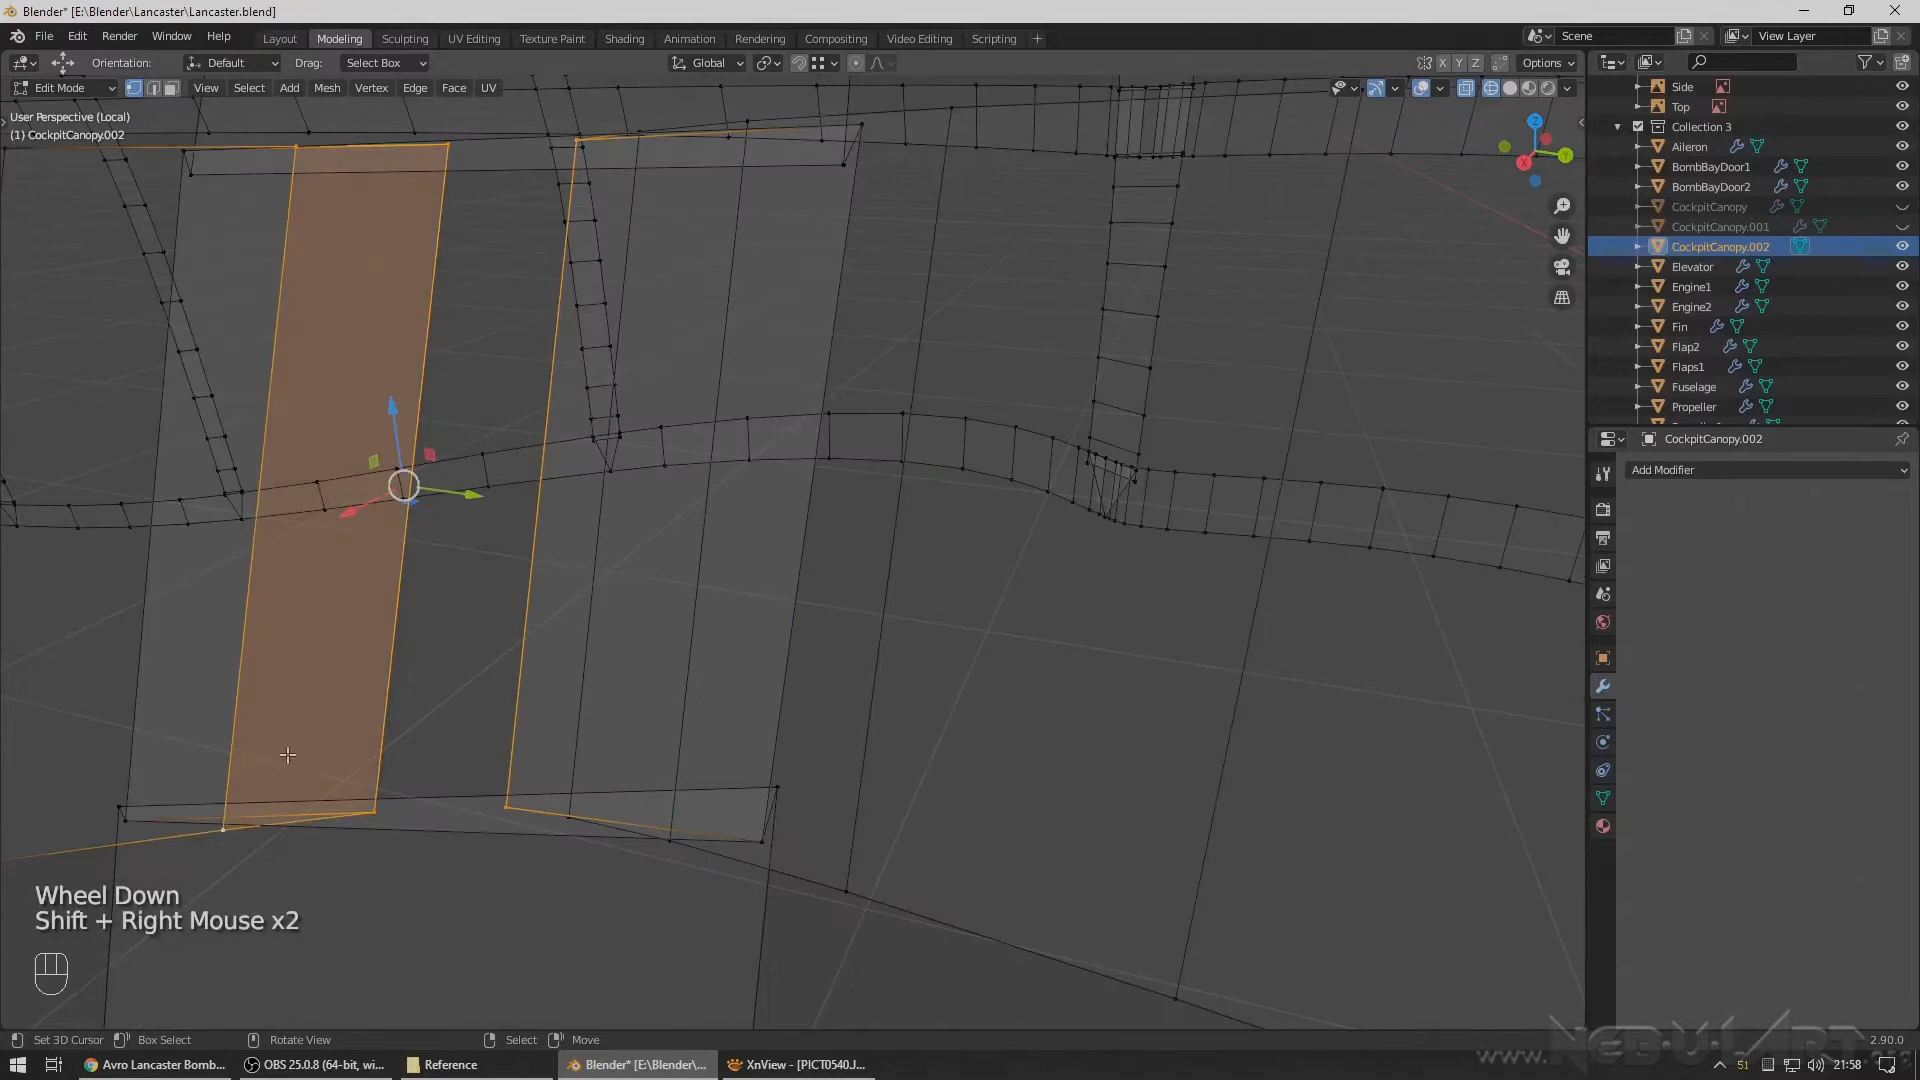 Blender* [E:\Blender\Lancaster\Lancaster.blend]
File Edit Render Window Help
Layout Modeling Sculpting UV Editing Texture Paint Shading Animation Rendering Compositing Video Editing Scripting +
Scene
View Layer
Orientation: Default Drag: Select Box
Global
X Y Z Options
Edit Mode View Select Add Mesh Vertex Edge Face UV
User Perspective (Local)
(1) CockpitCanopy.002
Z
Y
X
Side
Top
Collection 3
Aileron
BombBayDoor1
BombBayDoor2
CockpitCanopy
CockpitCanopy.001
CockpitCanopy.002
Elevator
Engine1
Engine2
Fin
Flap2
Flaps1
Fuselage
Propeller
CockpitCanopy.002
Add Modifier
Wheel Down
Shift + Right Mouse x2
Set 3D Cursor Box Select Rotate View Select Move
2.90.0
Avro Lancaster Bomb...
OBS 25.0.8 (64-bit, wi...
Reference
Blender* [E:\Blender\...
XnView - [PICT0540.J...
51
21:58